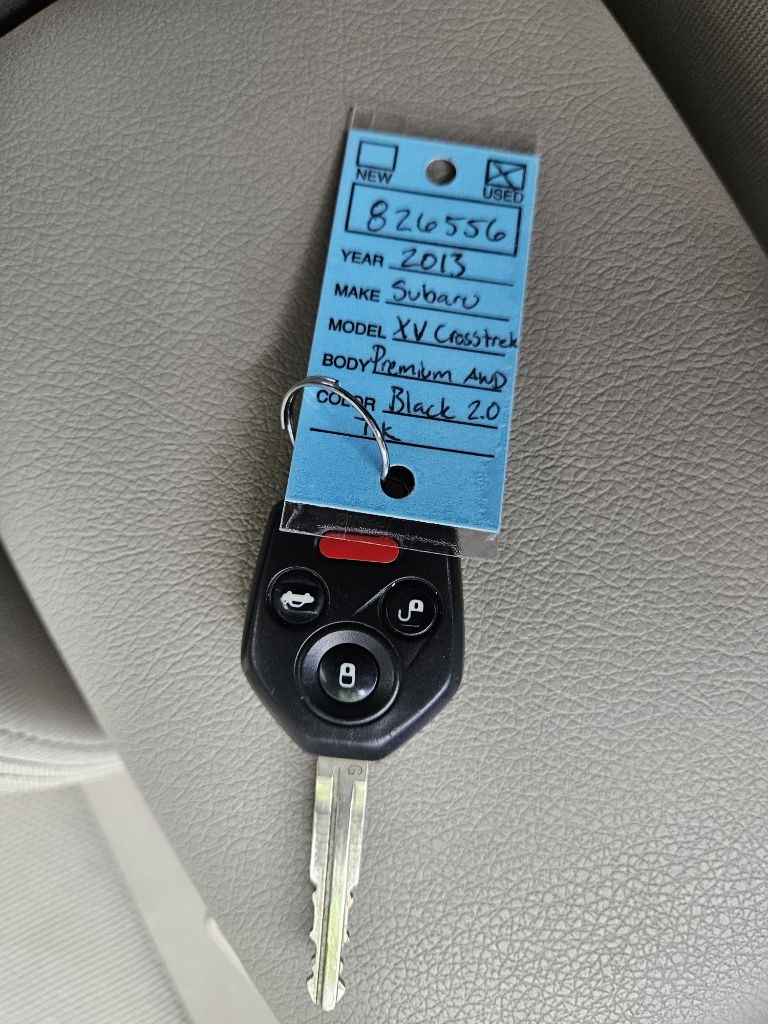 NEW USED
826556
YEAR 2013
MAKE Subaru
MODEL XV Crosstrek
BODY Premium AWD
COLOR Black 2.0
G